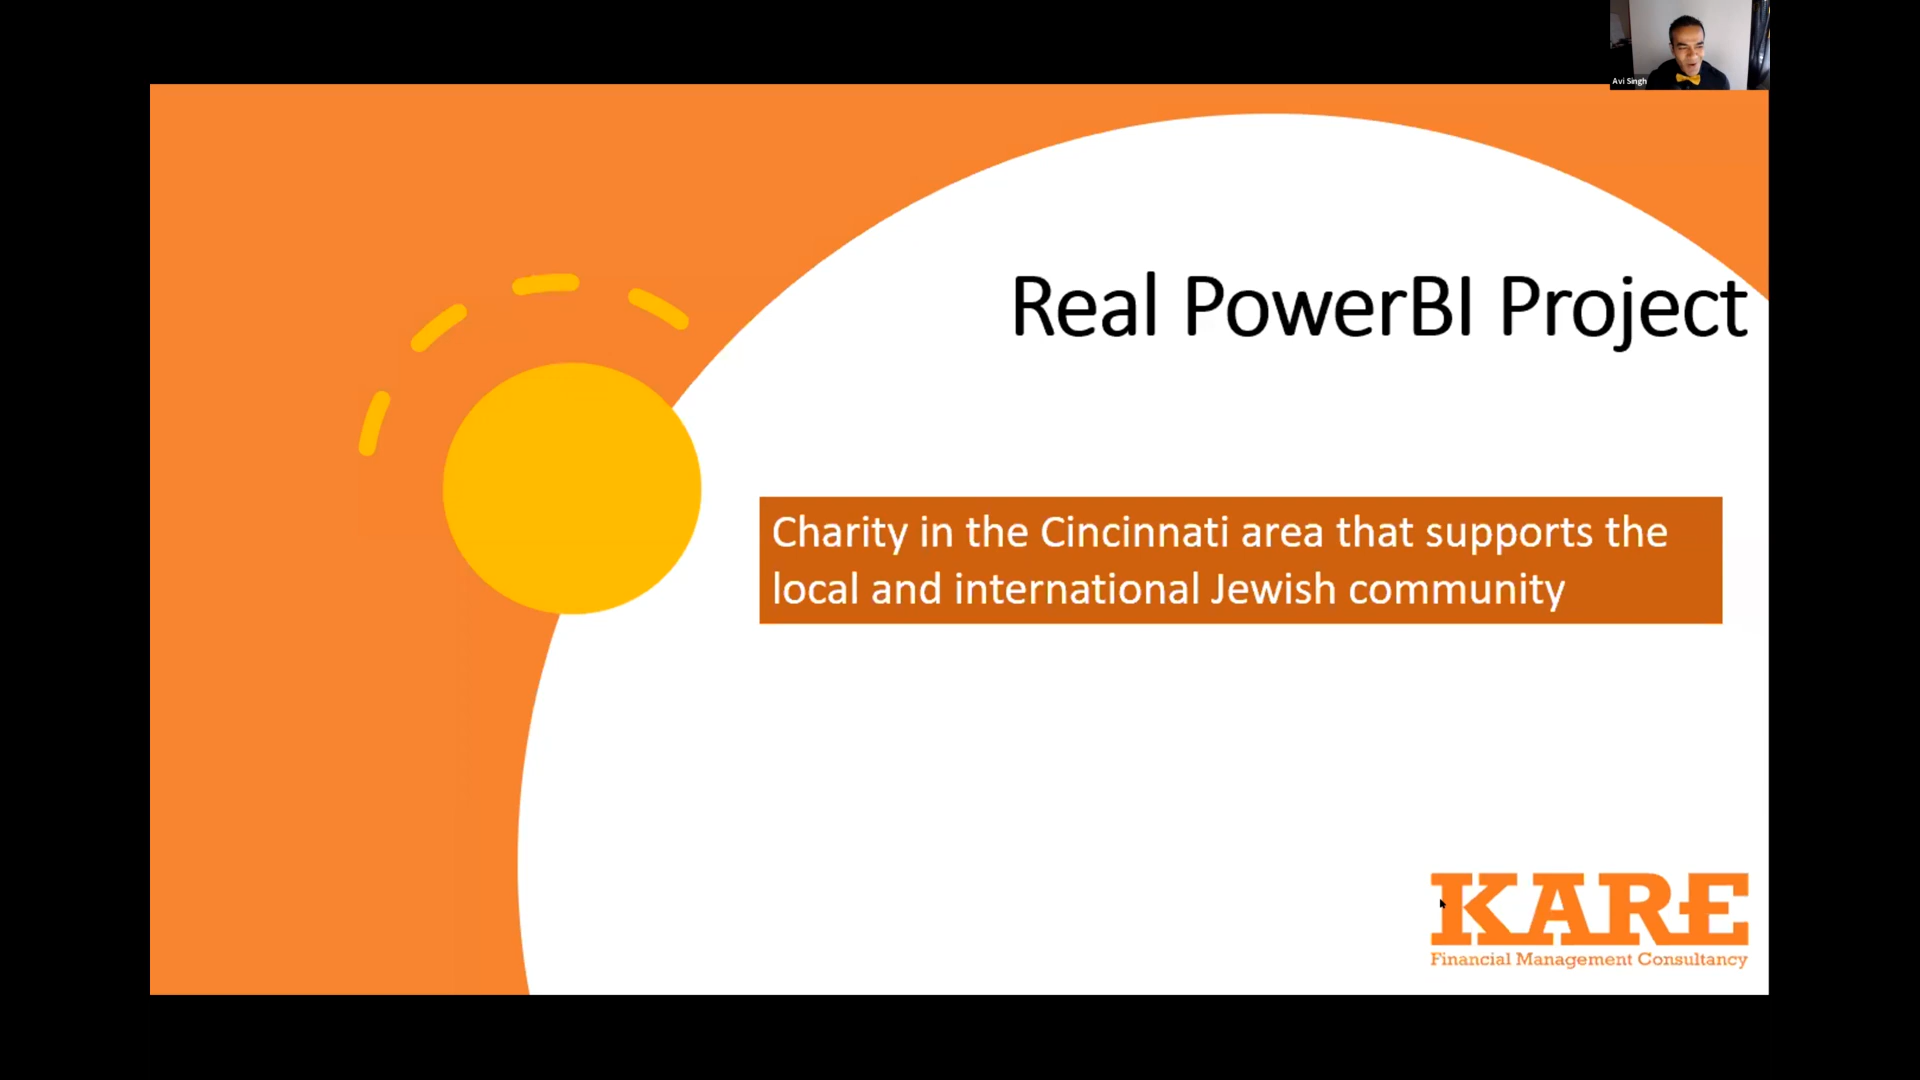 Avi Singh
Real PowerBI Project
Charity in the Cincinnati area that supports the
local and international Jewish community
KARE
Financial Management Consultancy